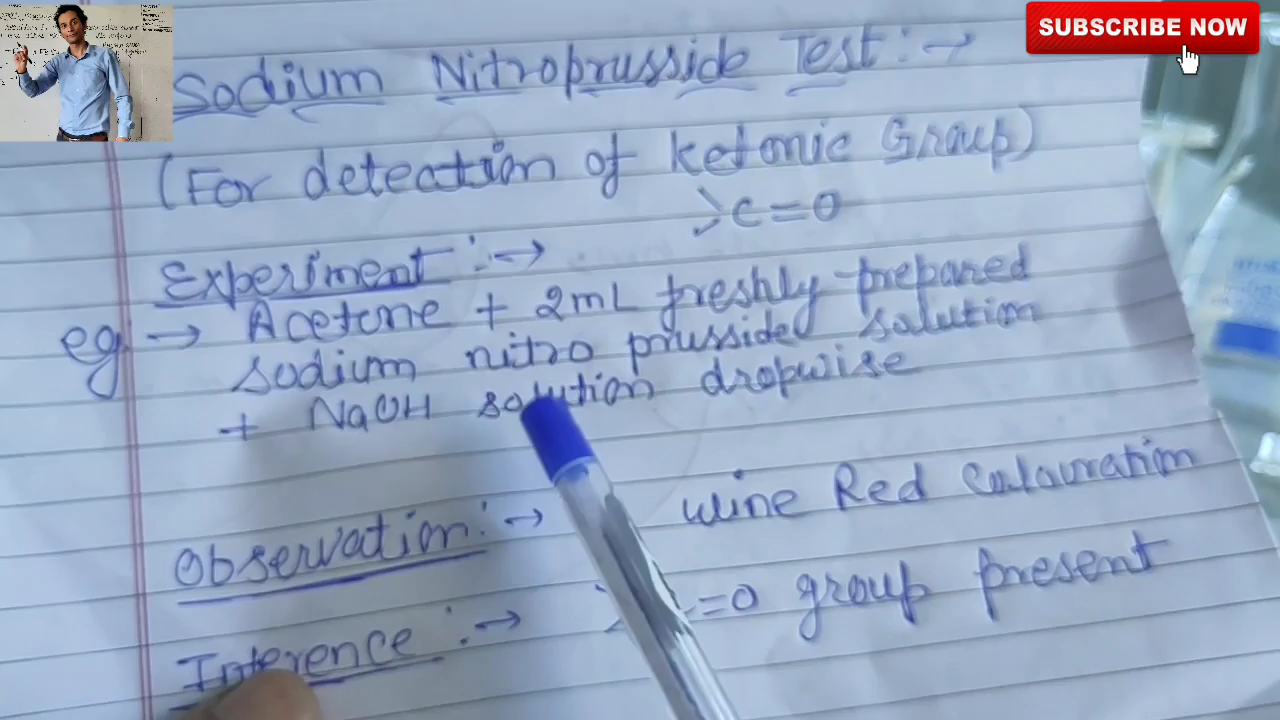 SUBSCRIBE NOW
Sodium Nitroprusside Test :→
(For detection of ketonic Group)
>C=O
Experiment :→
eg → Acetone + 2mL freshly prepared
sodium nitro prusside solution
+ NaOH solution dropwise
Observation :→ wine Red Colouration
Inference :→ =O group present